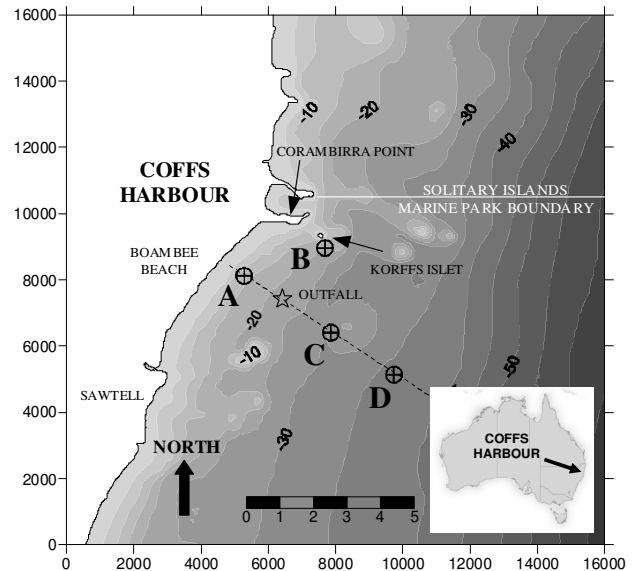 16000
14000
12000
10000
8000
6000
4000
2000
0
-10
-20
-30
-40
CORAMBIRRA POINT
COFFS
HARBOUR
SOLITARY ISLANDS
MARINE PARK BOUNDARY
BOAMBEE
BEACH
B
KORFFS ISLET
A
OUTFALL
-20
C
-10
D
-50
SAWTELL
-30
NORTH
COFFS
HARBOUR
0 1 2 3 4 5
0 2000 4000 6000 8000 10000 12000 14000 16000